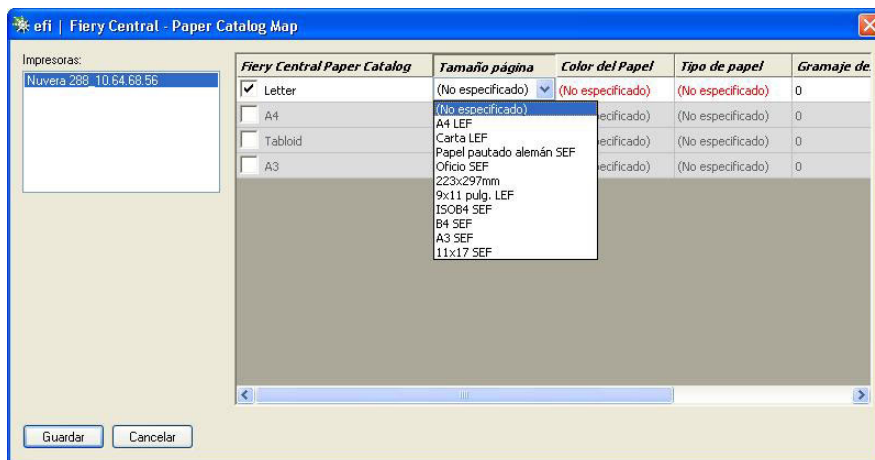 efi | Fiery Central - Paper Catalog Map
Impresoras:
Nuvera 288_10.64.68.56
Fiery Central Paper Catalog Tamaño página Color del Papel Tipo de papel Gramaje de
Letter (No especificado) (No especificado) (No especificado) 0
A4 (No especificado) 0
Tabloid (No especificado) 0
A3 (No especificado) 0
(No especificado)
A4 LEF
Carta LEF
Papel pautado alemán SEF
Oficio SEF
223x297mm
9x11 pulg. LEF
ISOB4 SEF
B4 SEF
A3 SEF
11x17 SEF
Guardar Cancelar